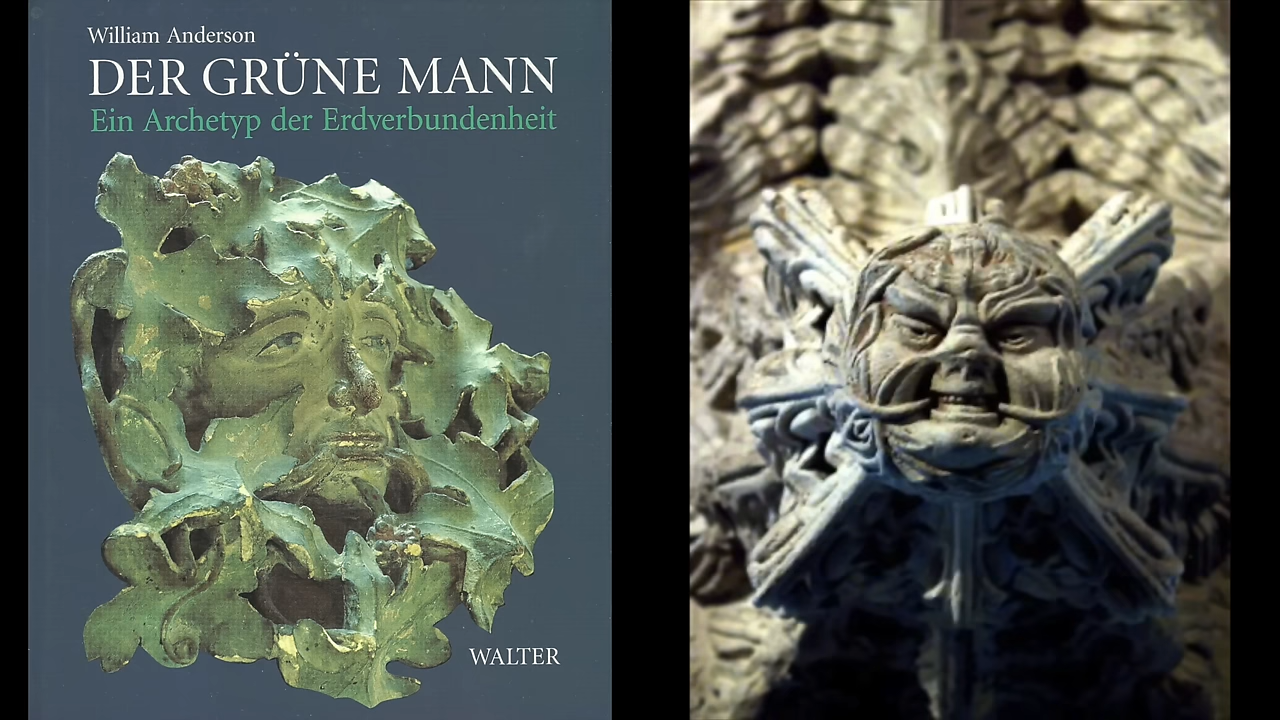 William Anderson
DER GRÜNE MANN
Ein Archetyp der Erdverbundenheit
WALTER